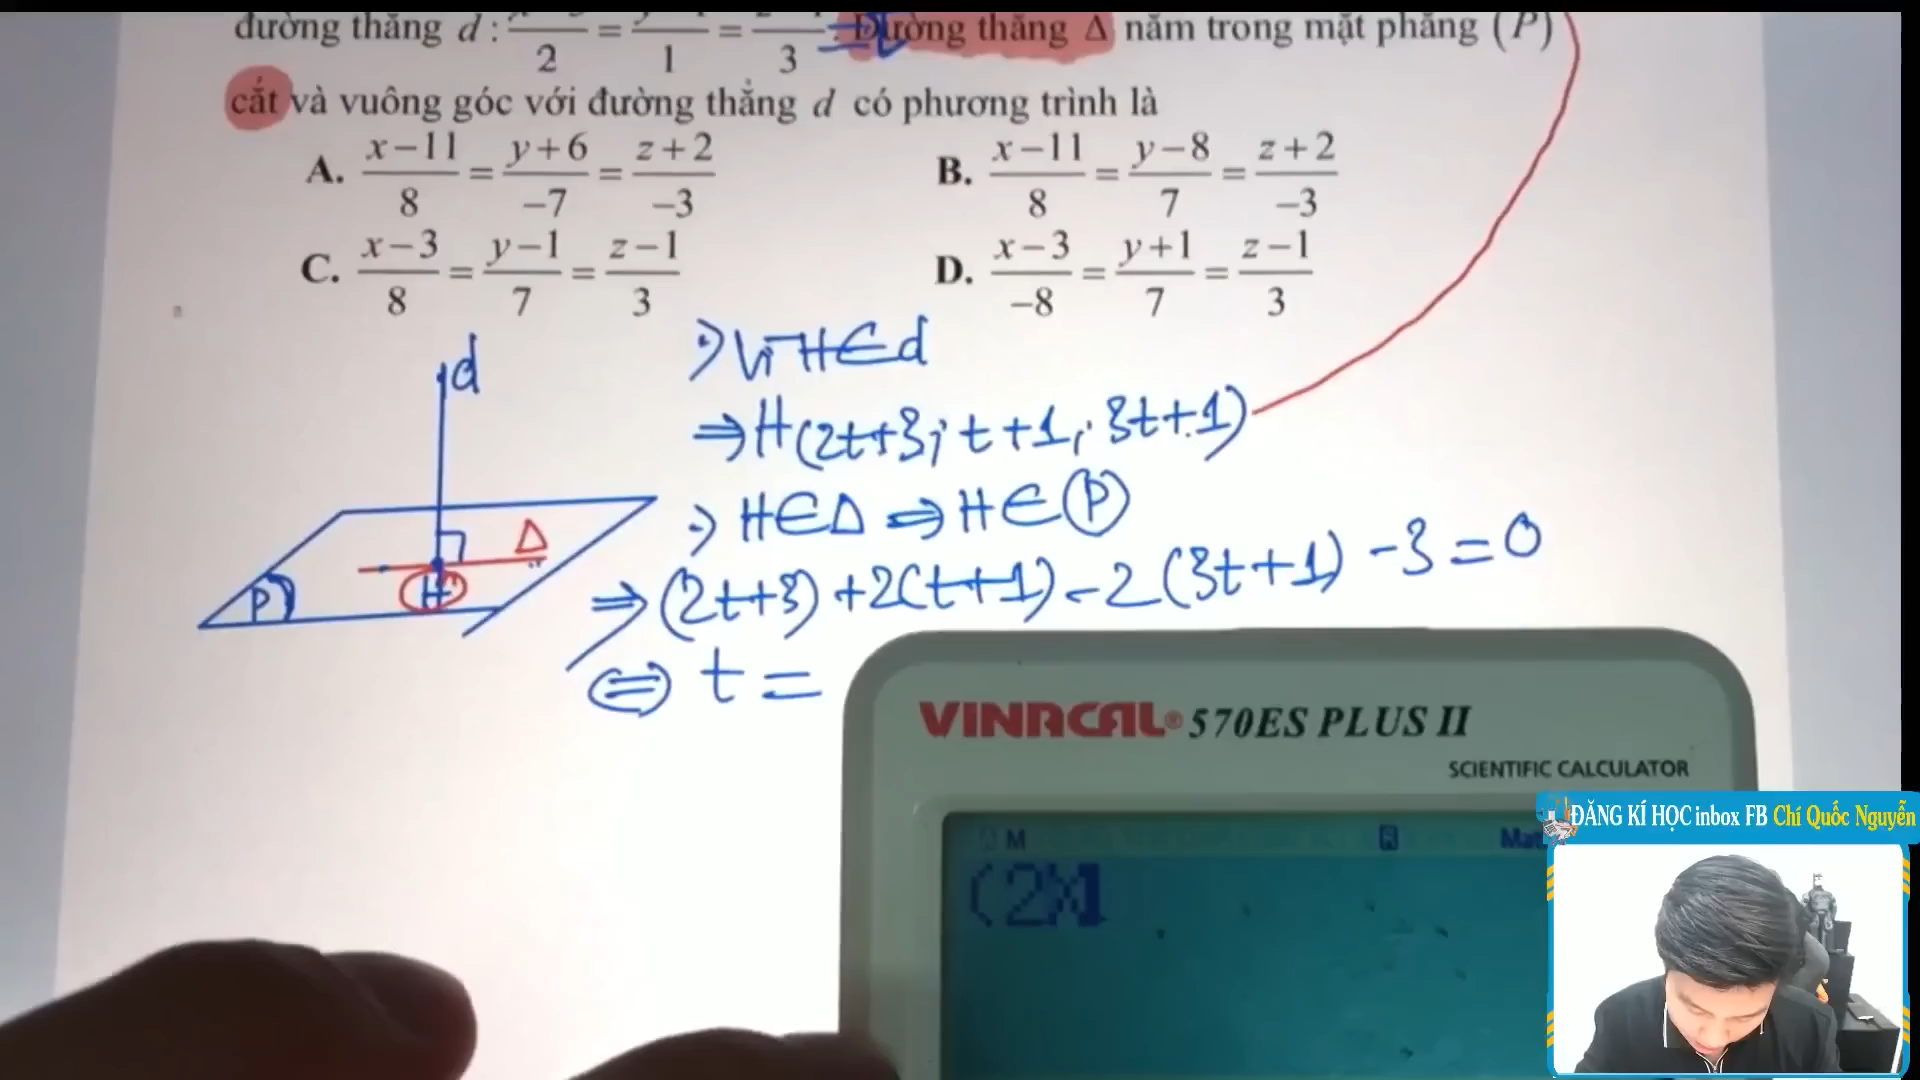 đường thẳng d : 2 = 1 = 3 . Đường thẳng Δ nằm trong mặt phẳng (P)
cắt và vuông góc với đường thẳng d có phương trình là
A. (x−11)/8 = (y+6)/−7 = (z+2)/−3
B. (x−11)/8 = (y−8)/7 = (z+2)/−3
C. (x−3)/8 = (y−1)/7 = (z−1)/3
D. (x−3)/−8 = (y+1)/7 = (z−1)/3
d
Δ
H
P
Vì H∈d
⇒ H(2t+3; t+1; 3t+1)
H∈Δ ⇒ H∈(P)
⇒ (2t+3) +2(t+1) - 2(3t+1) -3 = 0
⇔ t =
VINACAL® 570ES PLUS II
SCIENTIFIC CALCULATOR
M R Mat
(2X
ĐĂNG KÍ HỌC inbox FB Chí Quốc Nguyễn